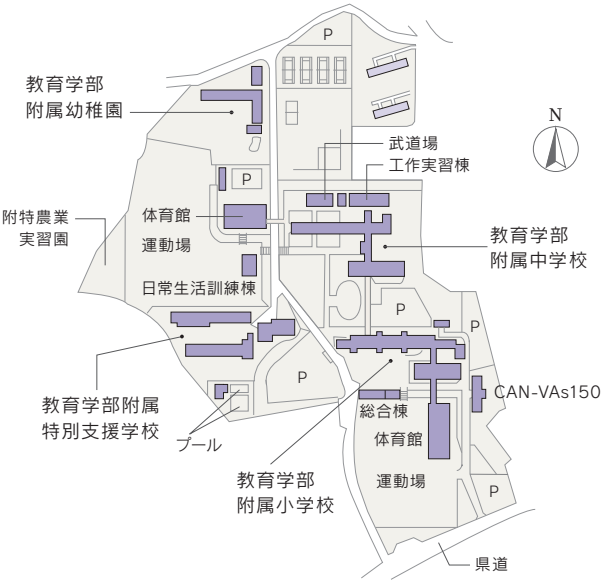 P
教育学部
附属幼稚園
N
武道場
工作実習棟
P
附特農業
実習園
体育館
運動場
教育学部
附属中学校
日常生活訓練棟
P
P
P
CAN-VAs150
教育学部附属
特別支援学校
プール
総合棟
体育館
教育学部
附属小学校
運動場
P
県道